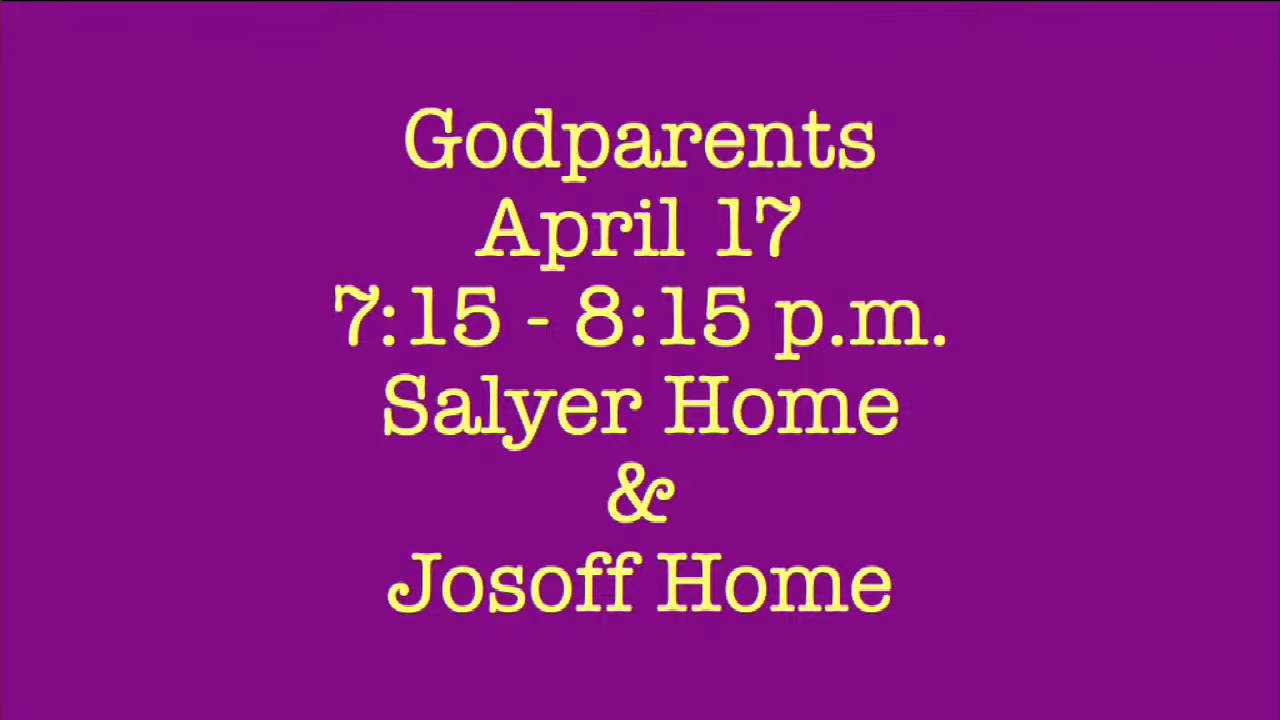 Godparents
April 17
7:15 - 8:15 p.m.
Salyer Home
&
Josoff Home